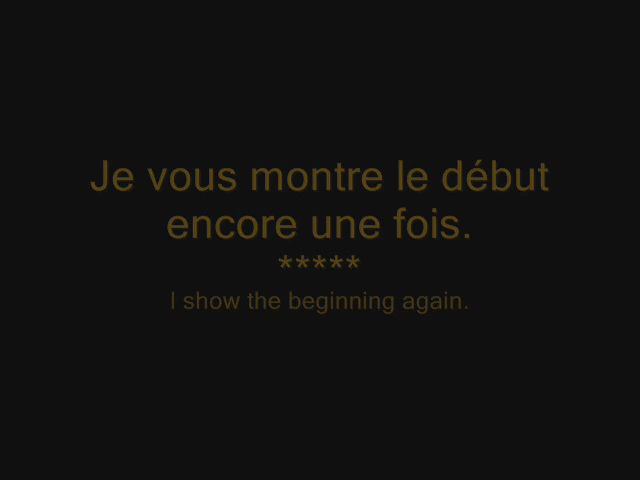 Je vous montre le début
encore une fois.
*****
I show the beginning again.